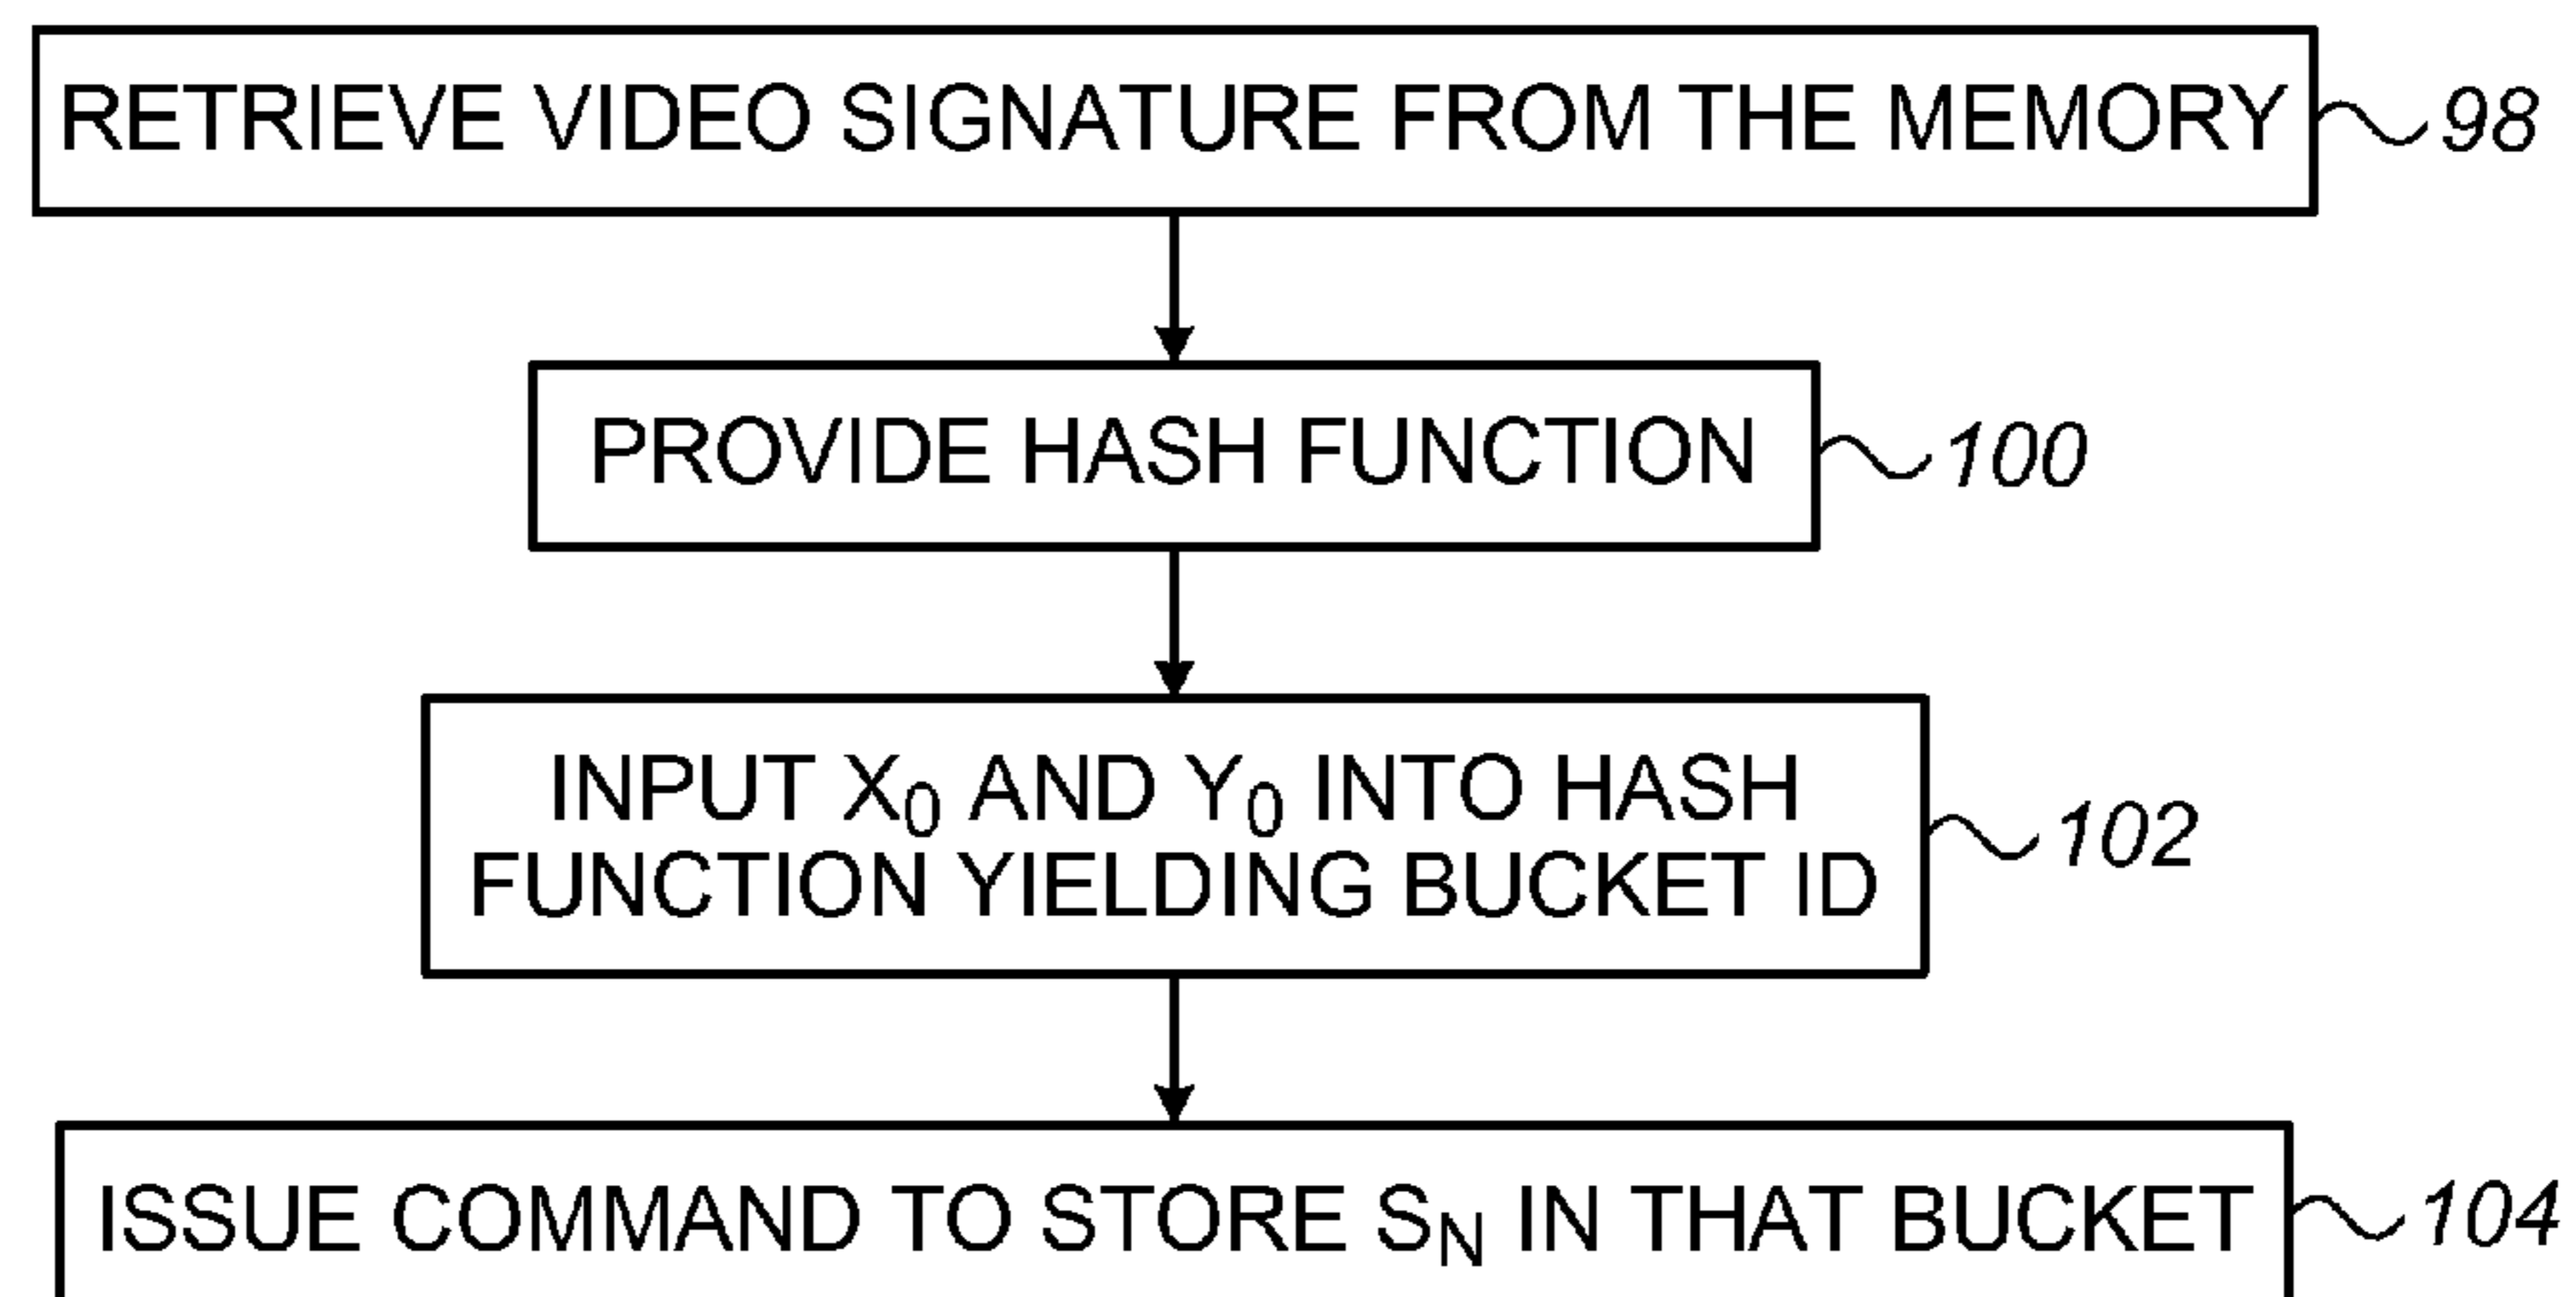 RETRIEVE VIDEO SIGNATURE FROM THE MEMORY 98
PROVIDE HASH FUNCTION 100
INPUT X₀ AND Y₀ INTO HASH
FUNCTION YIELDING BUCKET ID 102
ISSUE COMMAND TO STORE S_N IN THAT BUCKET 104